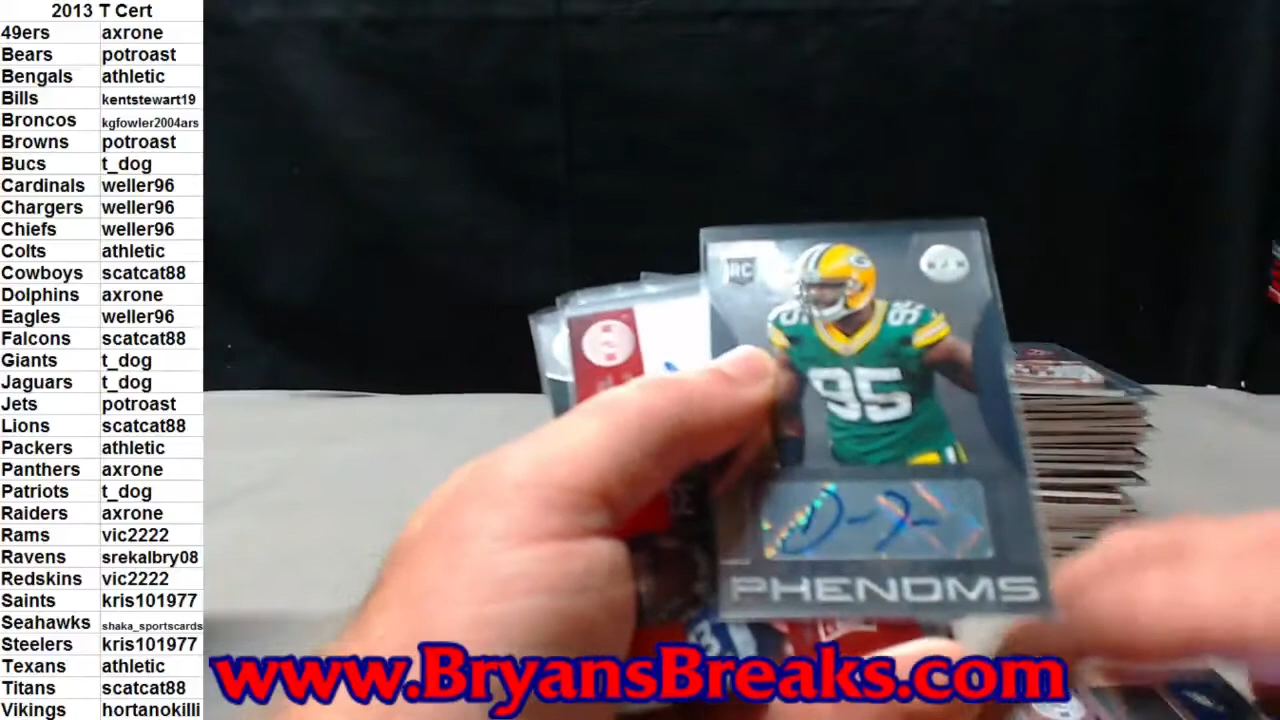 2013 T Cert
49ers axrone
Bears potroast
Bengals athletic
Bills kentstewart19
Broncos kgfowler2004ars
Browns potroast
Bucs t_dog
Cardinals weller96
Chargers weller96
Chiefs weller96
Colts athletic
Cowboys scatcat88
Dolphins axrone
Eagles weller96
Falcons scatcat88
Giants t_dog
Jaguars t_dog
Jets potroast
Lions scatcat88
Packers athletic
Panthers axrone
Patriots t_dog
Raiders axrone
Rams vic2222
Ravens srekalbry08
Redskins vic2222
Saints kris101977
Seahawks shaka_sportscards
Steelers kris101977
Texans athletic
Titans scatcat88
Vikings hortanokilli
RC
G
95 95
95
PHENOMS
www.BryansBreaks.com